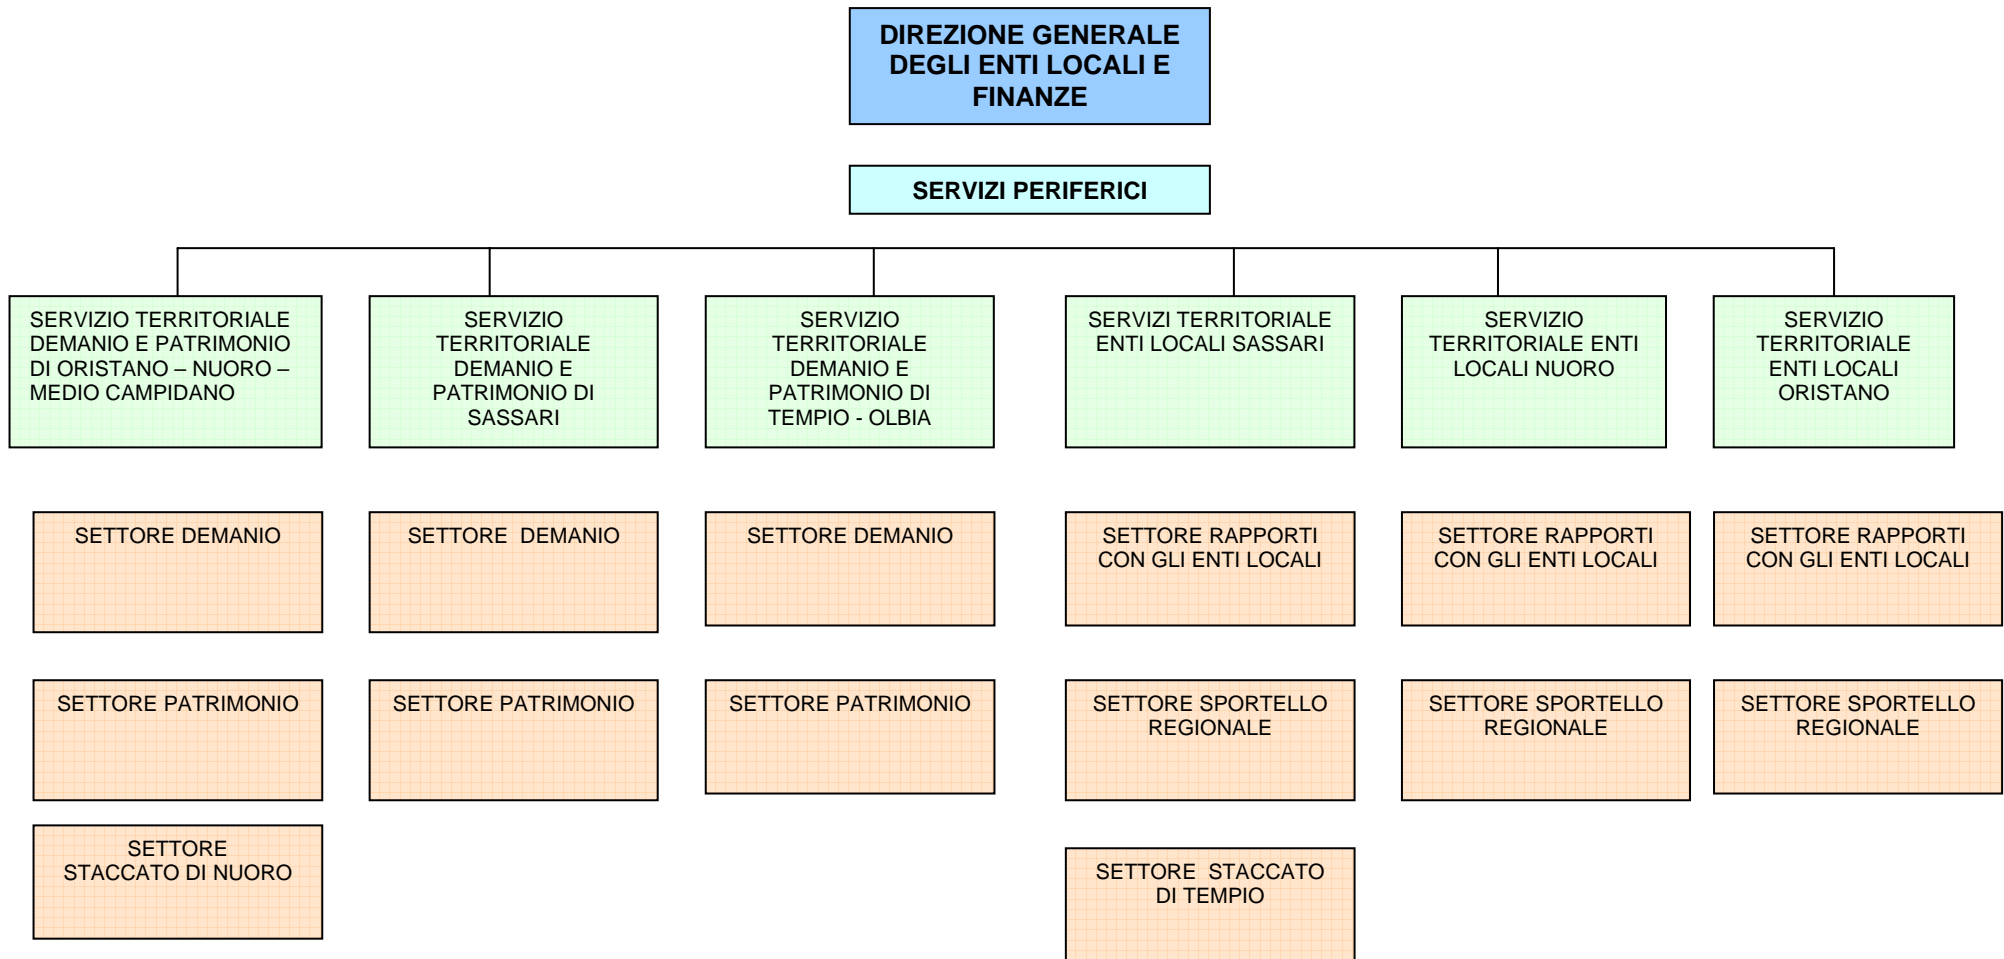 DIREZIONE GENERALE
DEGLI ENTI LOCALI E
FINANZE
SERVIZI PERIFERICI
SERVIZIO TERRITORIALE
DEMANIO E PATRIMONIO
DI ORISTANO – NUORO –
MEDIO CAMPIDANO
SERVIZIO
TERRITORIALE
DEMANIO E
PATRIMONIO DI
SASSARI
SERVIZIO
TERRITORIALE
DEMANIO E
PATRIMONIO DI
TEMPIO - OLBIA
SERVIZI TERRITORIALE
ENTI LOCALI SASSARI
SERVIZIO
TERRITORIALE ENTI
LOCALI NUORO
SERVIZIO
TERRITORIALE
ENTI LOCALI
ORISTANO
SETTORE DEMANIO
SETTORE  DEMANIO
SETTORE DEMANIO
SETTORE RAPPORTI
CON GLI ENTI LOCALI
SETTORE RAPPORTI
CON GLI ENTI LOCALI
SETTORE RAPPORTI
CON GLI ENTI LOCALI
SETTORE PATRIMONIO
SETTORE PATRIMONIO
SETTORE PATRIMONIO
SETTORE SPORTELLO
REGIONALE
SETTORE SPORTELLO
REGIONALE
SETTORE SPORTELLO
REGIONALE
SETTORE
STACCATO DI NUORO
SETTORE  STACCATO
DI TEMPIO